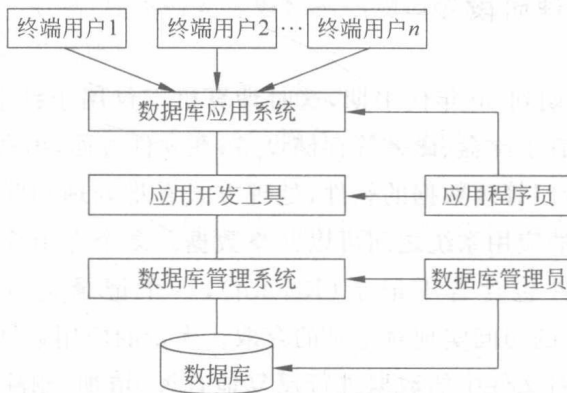 终端用户1
终端用户2
…
终端用户n
数据库应用系统
应用开发工具
应用程序员
数据库管理系统
数据库管理员
数据库